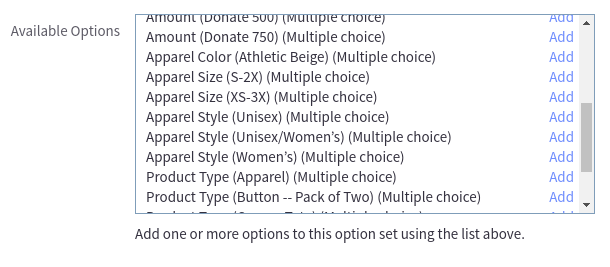 Available Options
Amount (Donate 500) (Multiple choice) Add
Amount (Donate 750) (Multiple choice) Add
Apparel Color (Athletic Beige) (Multiple choice) Add
Apparel Size (S-2X) (Multiple choice) Add
Apparel Size (XS-3X) (Multiple choice) Add
Apparel Style (Unisex) (Multiple choice) Add
Apparel Style (Unisex/Women’s) (Multiple choice) Add
Apparel Style (Women’s) (Multiple choice) Add
Product Type (Apparel) (Multiple choice) Add
Product Type (Button -- Pack of Two) (Multiple choice) Add
Add one or more options to this option set using the list above.